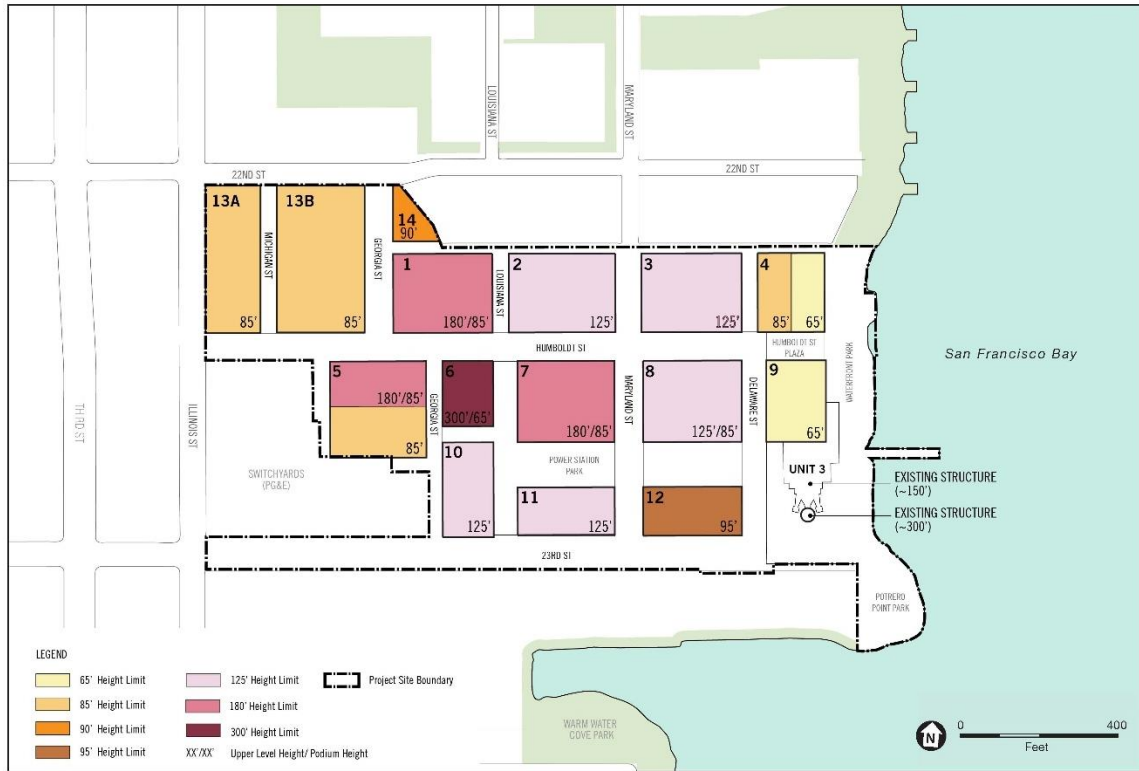 LOUISIANA ST
MARYLAND ST
22ND ST
22ND ST
13A
13B
14
90'
MICHIGAN ST
GEORGIA ST
1
LOUISIANA ST
2
3
4
85'
85'
180'/85'
125'
125'
85'
65'
HUMBOLDT ST
HUMBOLDT ST
PLAZA
WATERFRONT PARK
San Francisco Bay
THIRD ST
ILLINOIS ST
5
180'/85'
85'
GEORGIA ST
6
300'/65'
7
180'/85'
MARYLAND ST
8
125'/85'
DELAWARE ST
9
65'
SWITCHYARDS
(PG&E)
10
125'
POWER STATION
PARK
11
125'
12
95'
UNIT 3
EXISTING STRUCTURE
(~150')
EXISTING STRUCTURE
(~300')
23RD ST
POTRERO
POINT PARK
WARM WATER
COVE PARK
LEGEND
65' Height Limit
85' Height Limit
90' Height Limit
95' Height Limit
125' Height Limit
180' Height Limit
300' Height Limit
XX'/XX' Upper Level Height/ Podium Height
Project Site Boundary
N
0 400
Feet